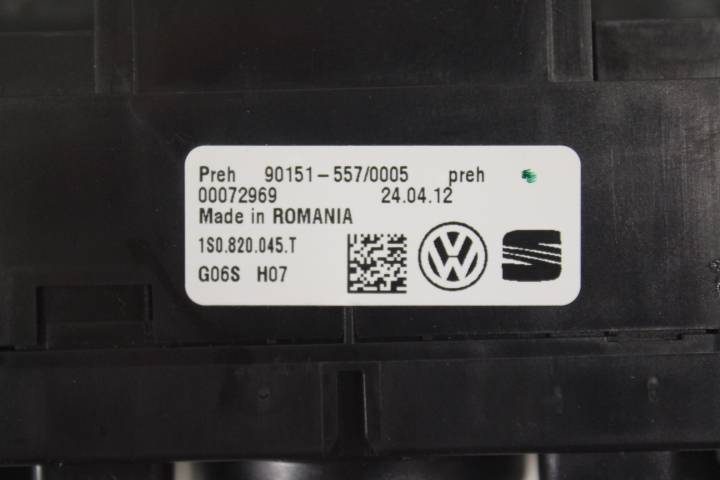 Preh 90151-557/0005 preh
00072969 24.04.12
Made in ROMANIA
1S0.820.045.T
G06S H07